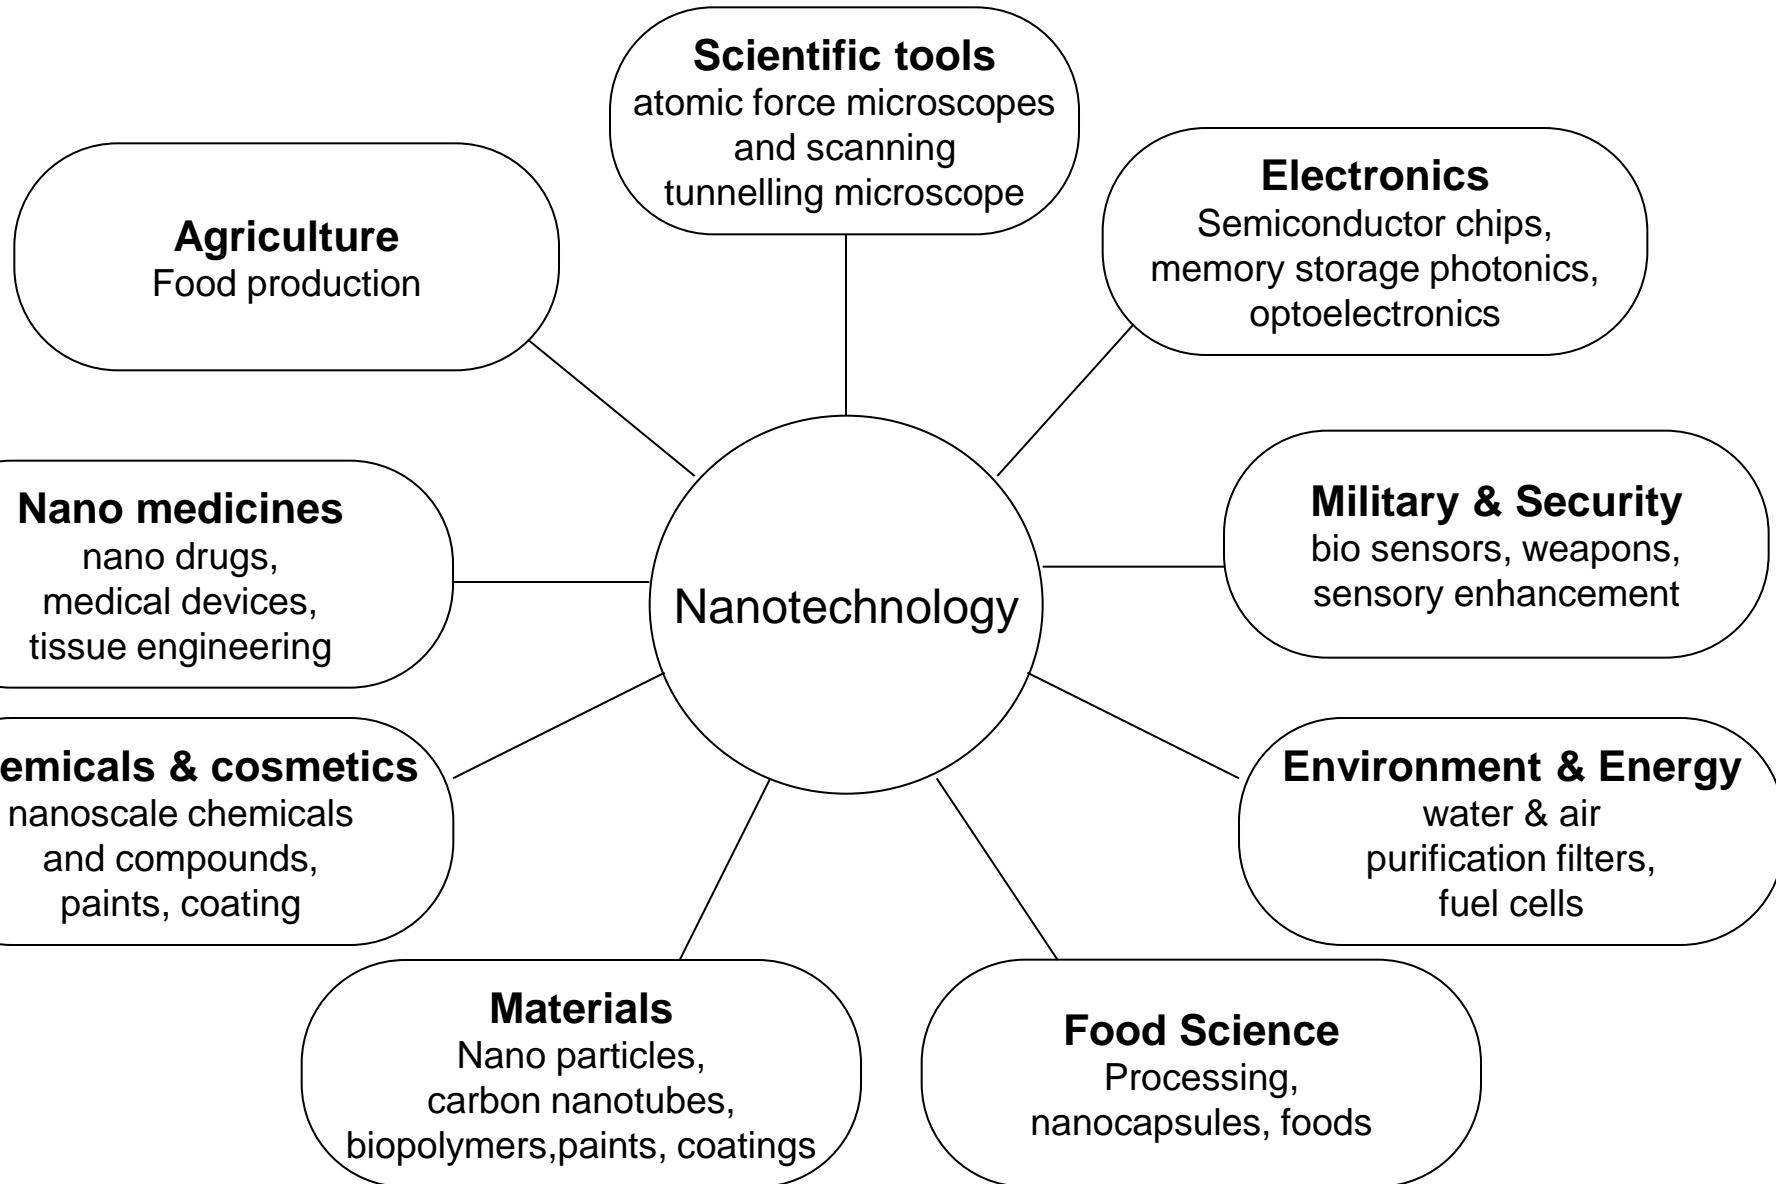 Scientific tools
atomic force microscopes
and scanning
tunnelling microscope
Electronics
Semiconductor chips,
memory storage photonics,
optoelectronics
Agriculture
Food production
Nano medicines
nano drugs,
medical devices,
tissue engineering
Nanotechnology
Military & Security
bio sensors, weapons,
sensory enhancement
emicals & cosmetics
nanoscale chemicals
and compounds,
paints, coating
Environment & Energy
water & air
purification filters,
fuel cells
Materials
Nano particles,
carbon nanotubes,
biopolymers,paints, coatings
Food Science
Processing,
nanocapsules, foods